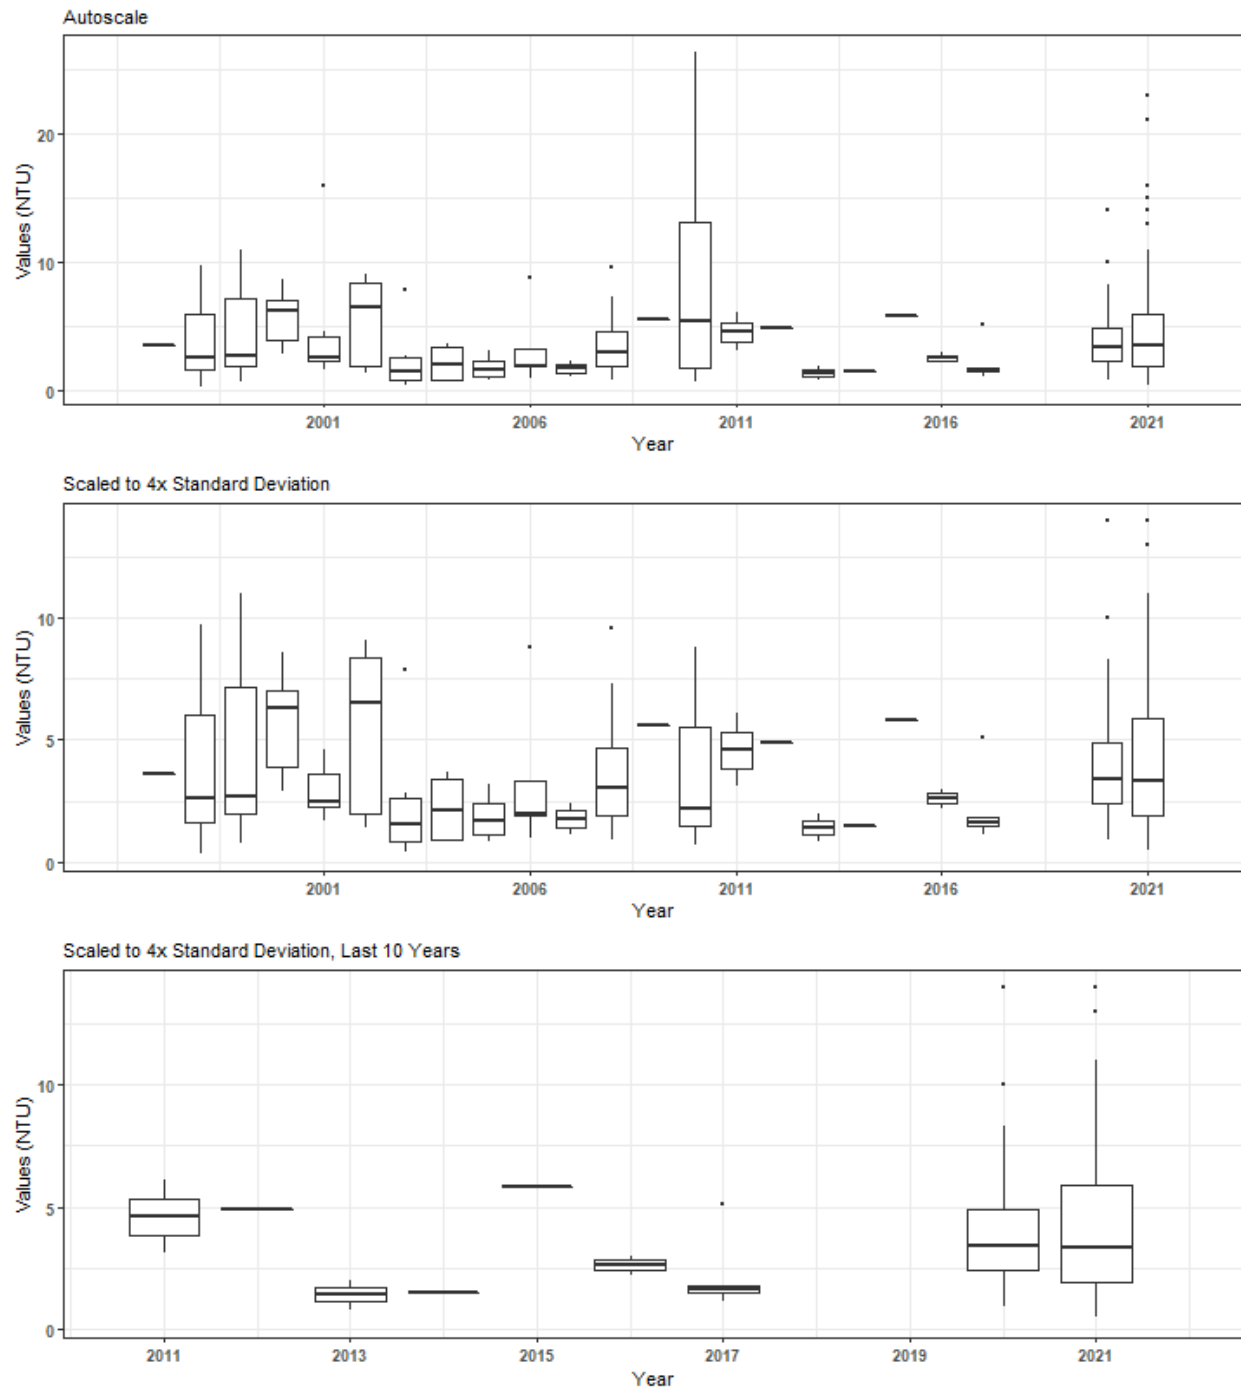 Autoscale
Values (NTU)
20
10
0
2001 2006 2011 2016 2021
Year
Scaled to 4x Standard Deviation
Values (NTU)
10
5
0
2001 2006 2011 2016 2021
Year
Scaled to 4x Standard Deviation, Last 10 Years
Values (NTU)
10
5
0
2011 2013 2015 2017 2019 2021
Year